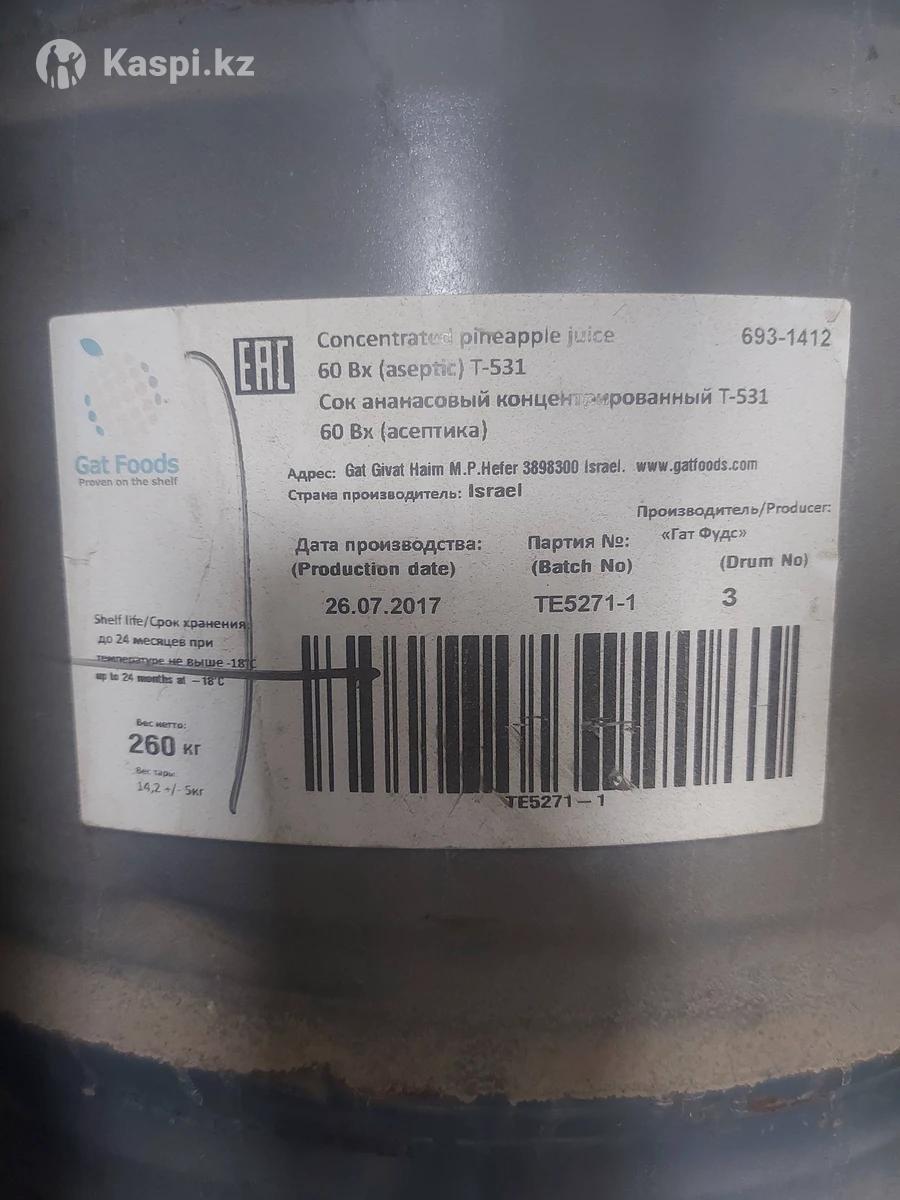 Kaspi.kz
EAC
Concentrated pineapple juice
693-1412
60 Bx (aseptic) T-531
Сок ананасовый концентрированный Т-531
60 Вх (асептика)
Gat Foods
Proven on the shelf
Адрес: Gat Givat Haim M.P.Hefer 3898300 Israel. www.gatfoods.com
Страна производитель: Israel
Производитель/Producer:
«Гат Фудс»
Дата производства:
(Production date)
26.07.2017
Партия №:
(Batch No)
TE5271-1
(Drum No)
3
Shelf life/Срок хранения
до 24 месяцев при
температуре не выше -18°C
up to 24 months at −18°C
Вес нетто:
260 кг
Вес тары:
14,2 +/- 5кг
TE5271-1